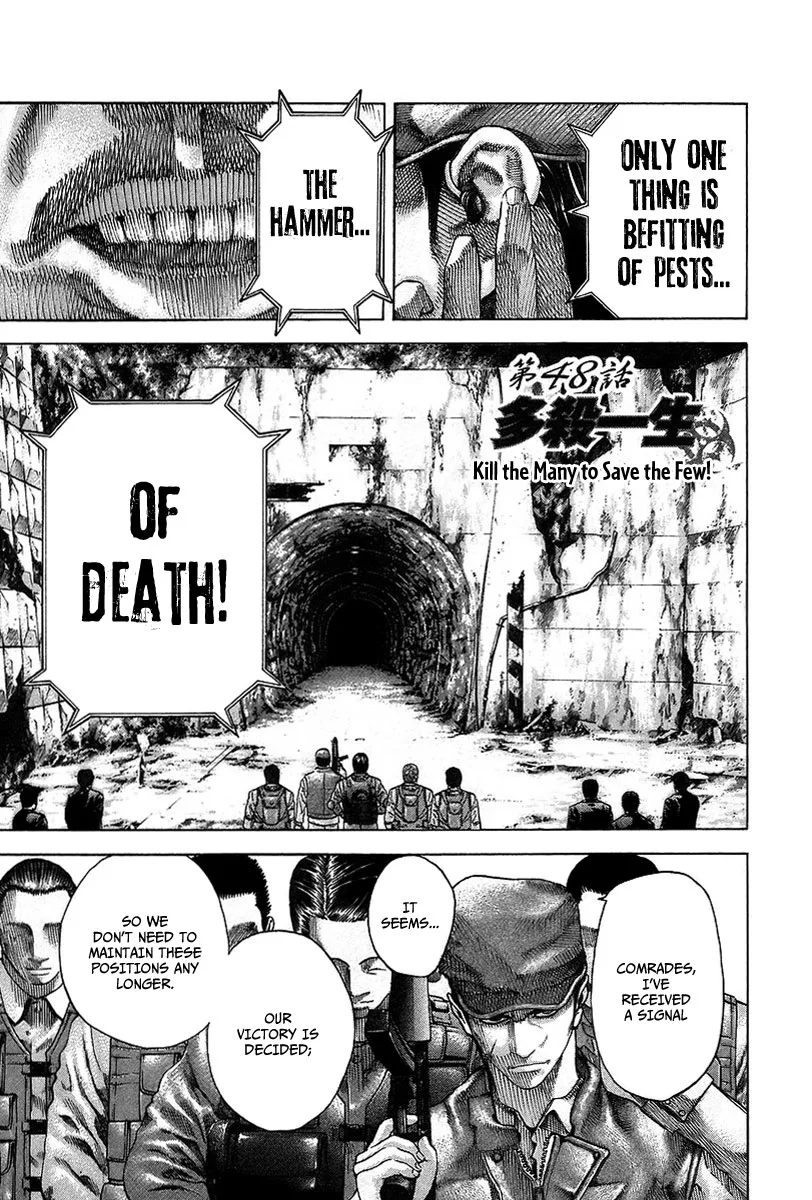 ONLY ONE
THING IS
BEFITTING
OF PESTS...
THE
HAMMER...
第48話
多殺一生
Kill the Many to Save the Few!
OF
DEATH!
COMRADES,
I'VE
RECEIVED
A SIGNAL
IT
SEEMS...
OUR
VICTORY IS
DECIDED;
SO WE
DON'T NEED TO
MAINTAIN THESE
POSITIONS ANY
LONGER.